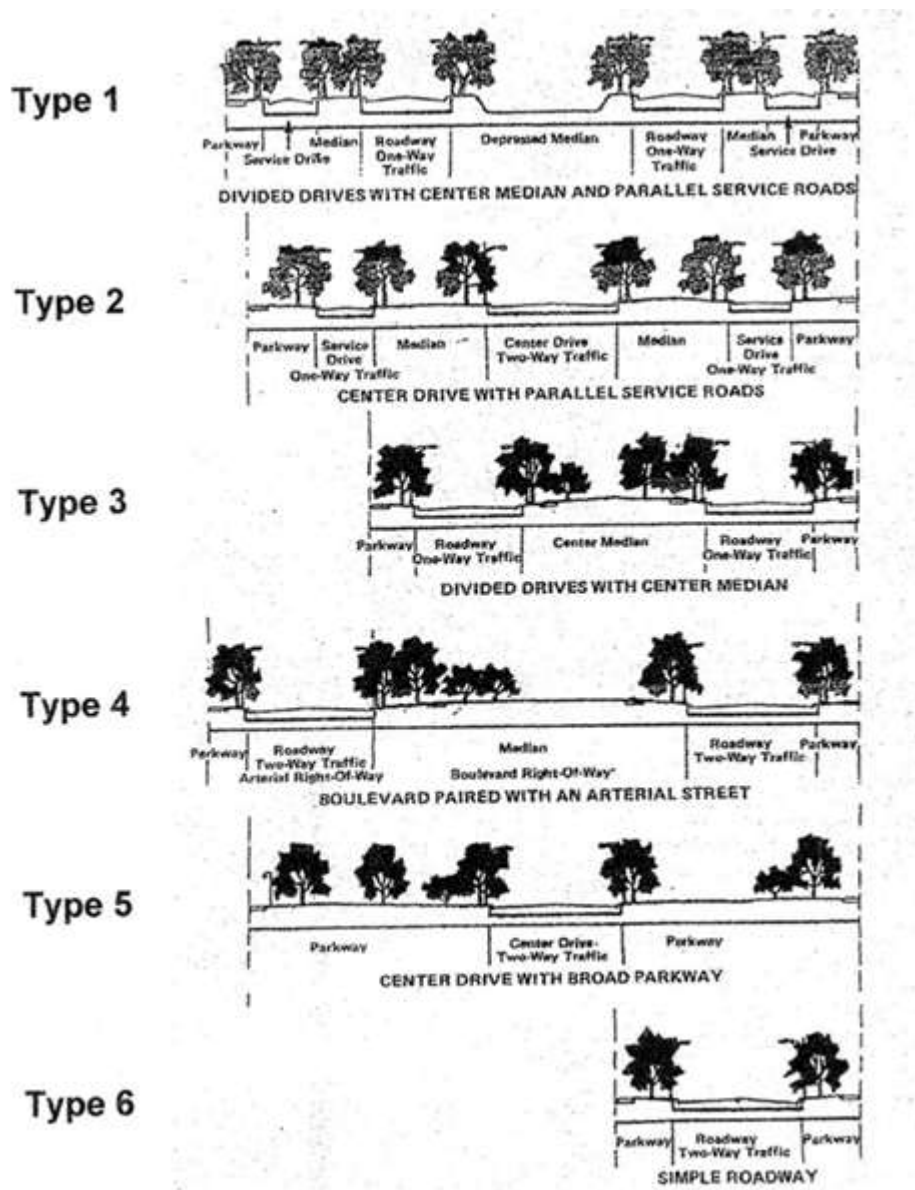 Type 1
Parkway Median Roadway Depressed Median Roadway Median Parkway
Service Drive One-Way One-Way Service Drive
Traffic Traffic
DIVIDED DRIVES WITH CENTER MEDIAN AND PARALLEL SERVICE ROADS
Type 2
Parkway Service Median Center Drive Median Service Parkway
Drive Two-Way Traffic Drive
One-Way Traffic One-Way Traffic
CENTER DRIVE WITH PARALLEL SERVICE ROADS
Type 3
Parkway Roadway Center Median Roadway Parkway
One-Way Traffic One-Way Traffic
DIVIDED DRIVES WITH CENTER MEDIAN
Type 4
Parkway Roadway Median Roadway Parkway
Two-Way Traffic Two-Way Traffic
Arterial Right-Of-Way Boulevard Right-Of-Way*
BOULEVARD PAIRED WITH AN ARTERIAL STREET
Type 5
Parkway Center Drive- Parkway
Two-Way Traffic
CENTER DRIVE WITH BROAD PARKWAY
Type 6
Parkway Roadway Parkway
Two-Way Traffic
SIMPLE ROADWAY